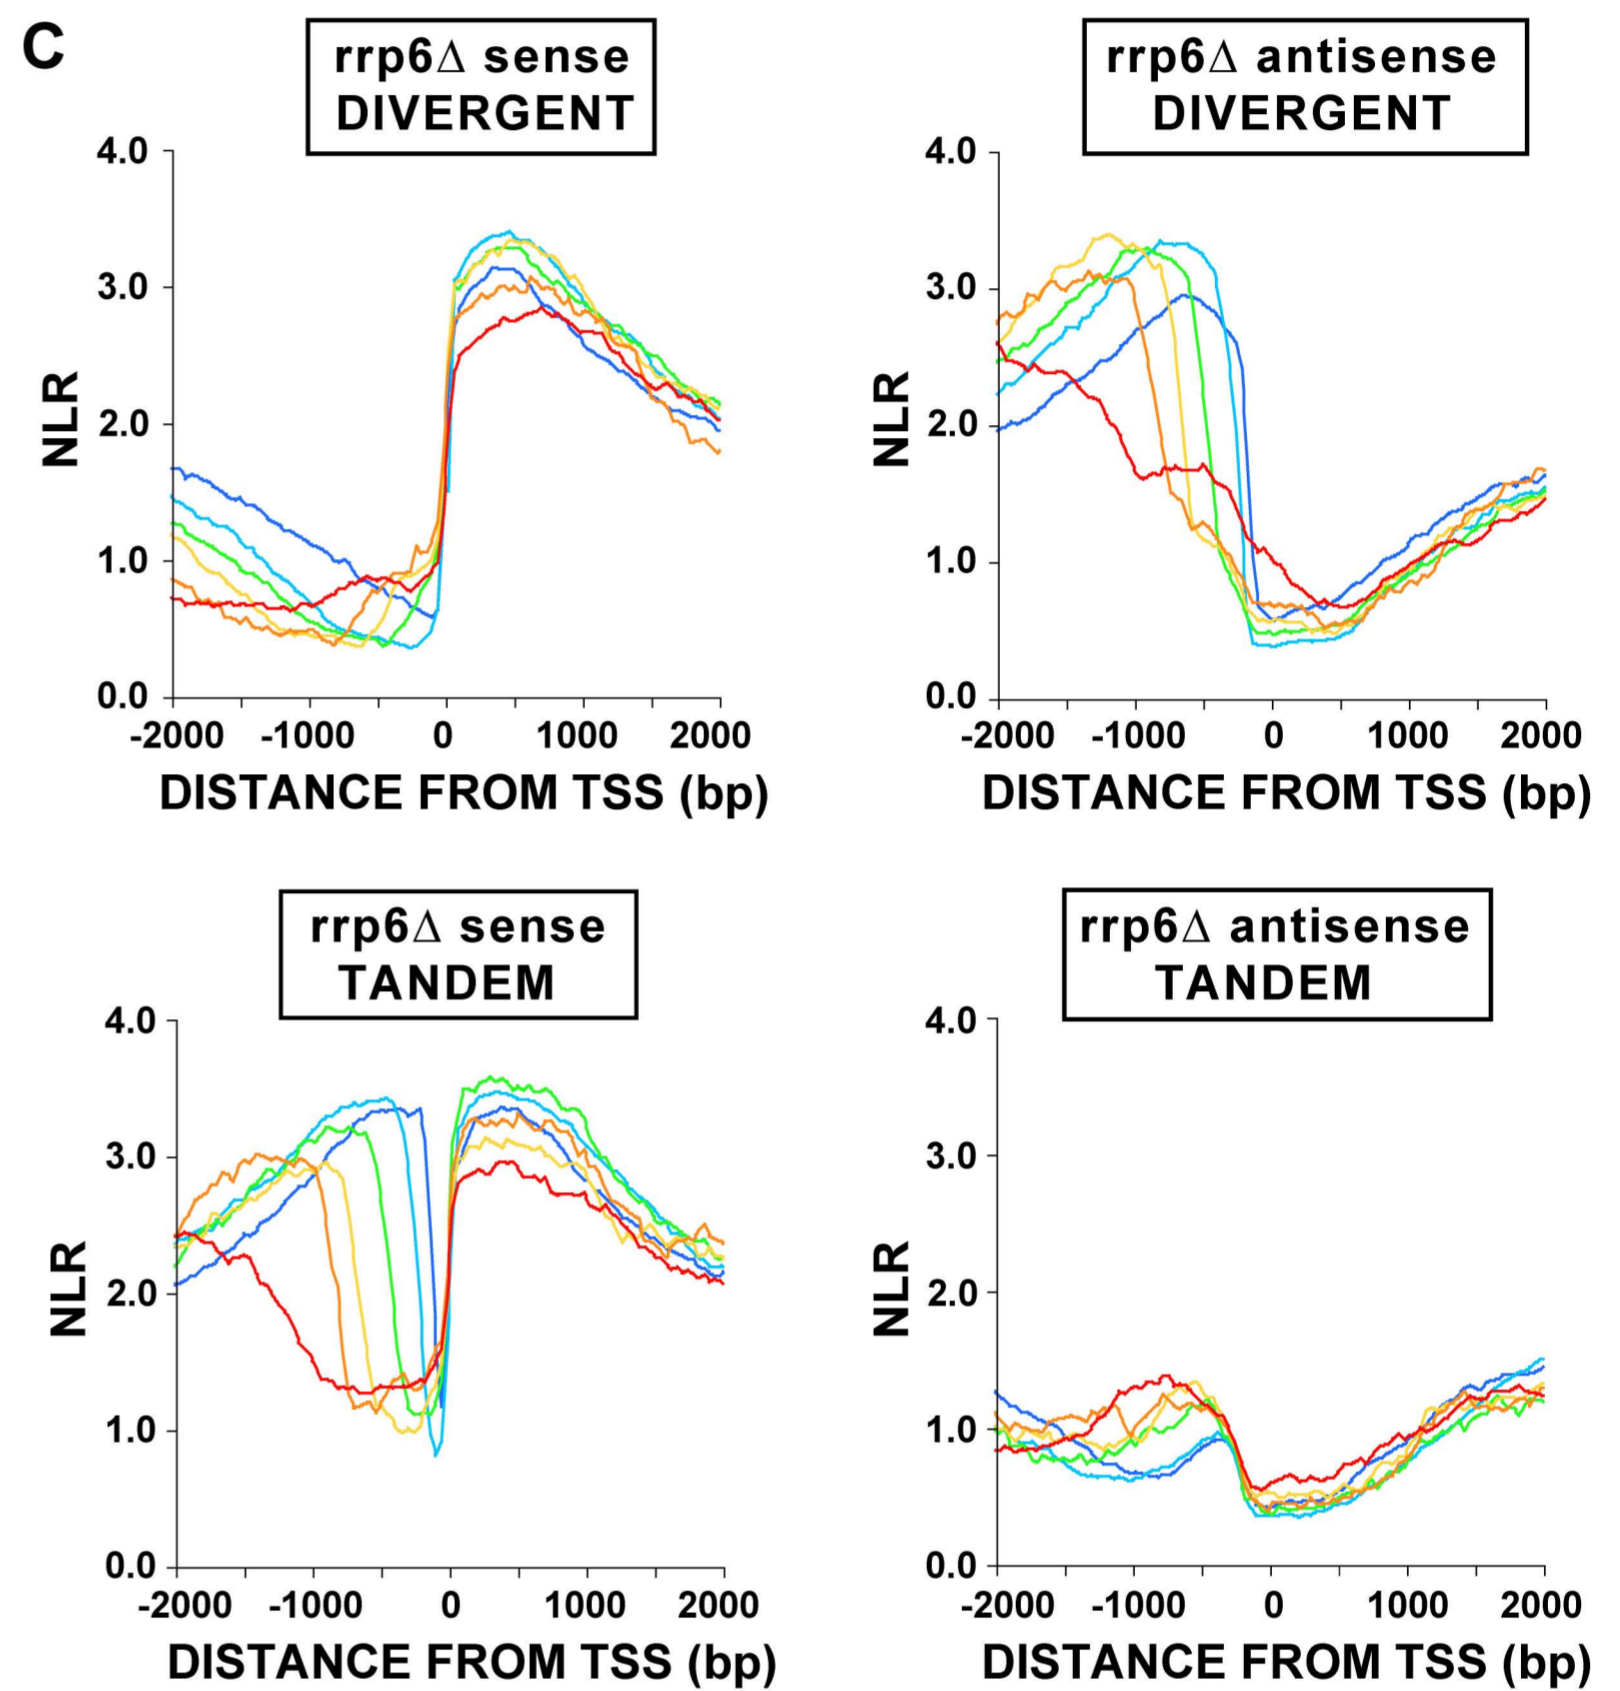 C
rrp6Δ sense
DIVERGENT
4.0
3.0
2.0
1.0
0.0
NLR
-2000 -1000 0 1000 2000
DISTANCE FROM TSS (bp)
rrp6Δ antisense
DIVERGENT
4.0
3.0
2.0
1.0
0.0
NLR
-2000 -1000 0 1000 2000
DISTANCE FROM TSS (bp)
rrp6Δ sense
TANDEM
4.0
3.0
2.0
1.0
0.0
NLR
-2000 -1000 0 1000 2000
DISTANCE FROM TSS (bp)
rrp6Δ antisense
TANDEM
4.0
3.0
2.0
1.0
0.0
NLR
-2000 -1000 0 1000 2000
DISTANCE FROM TSS (bp)